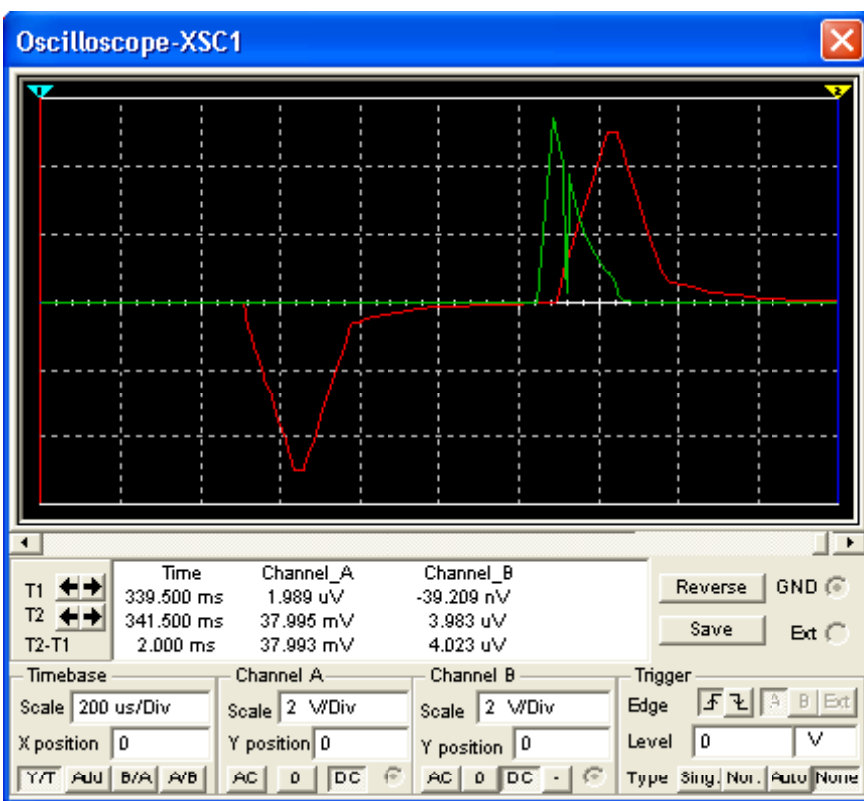 Oscilloscope-XSC1
1 2
Time Channel_A Channel_B
T1 339.500 ms 1.989 uV -39.209 nV
T2 341.500 ms 37.995 mV 3.983 uV
T2-T1 2.000 ms 37.993 mV 4.023 uV
Reverse GND
Save Ext
Timebase Channel A Channel B Trigger
Scale 200 us/Div Scale 2 V/Div Scale 2 V/Div Edge A B Ext
X position 0 Y position 0 Y position 0 Level 0 V
Y/T Add B/A A/B AC 0 DC AC 0 DC - Type Sing. Nor. Auto None